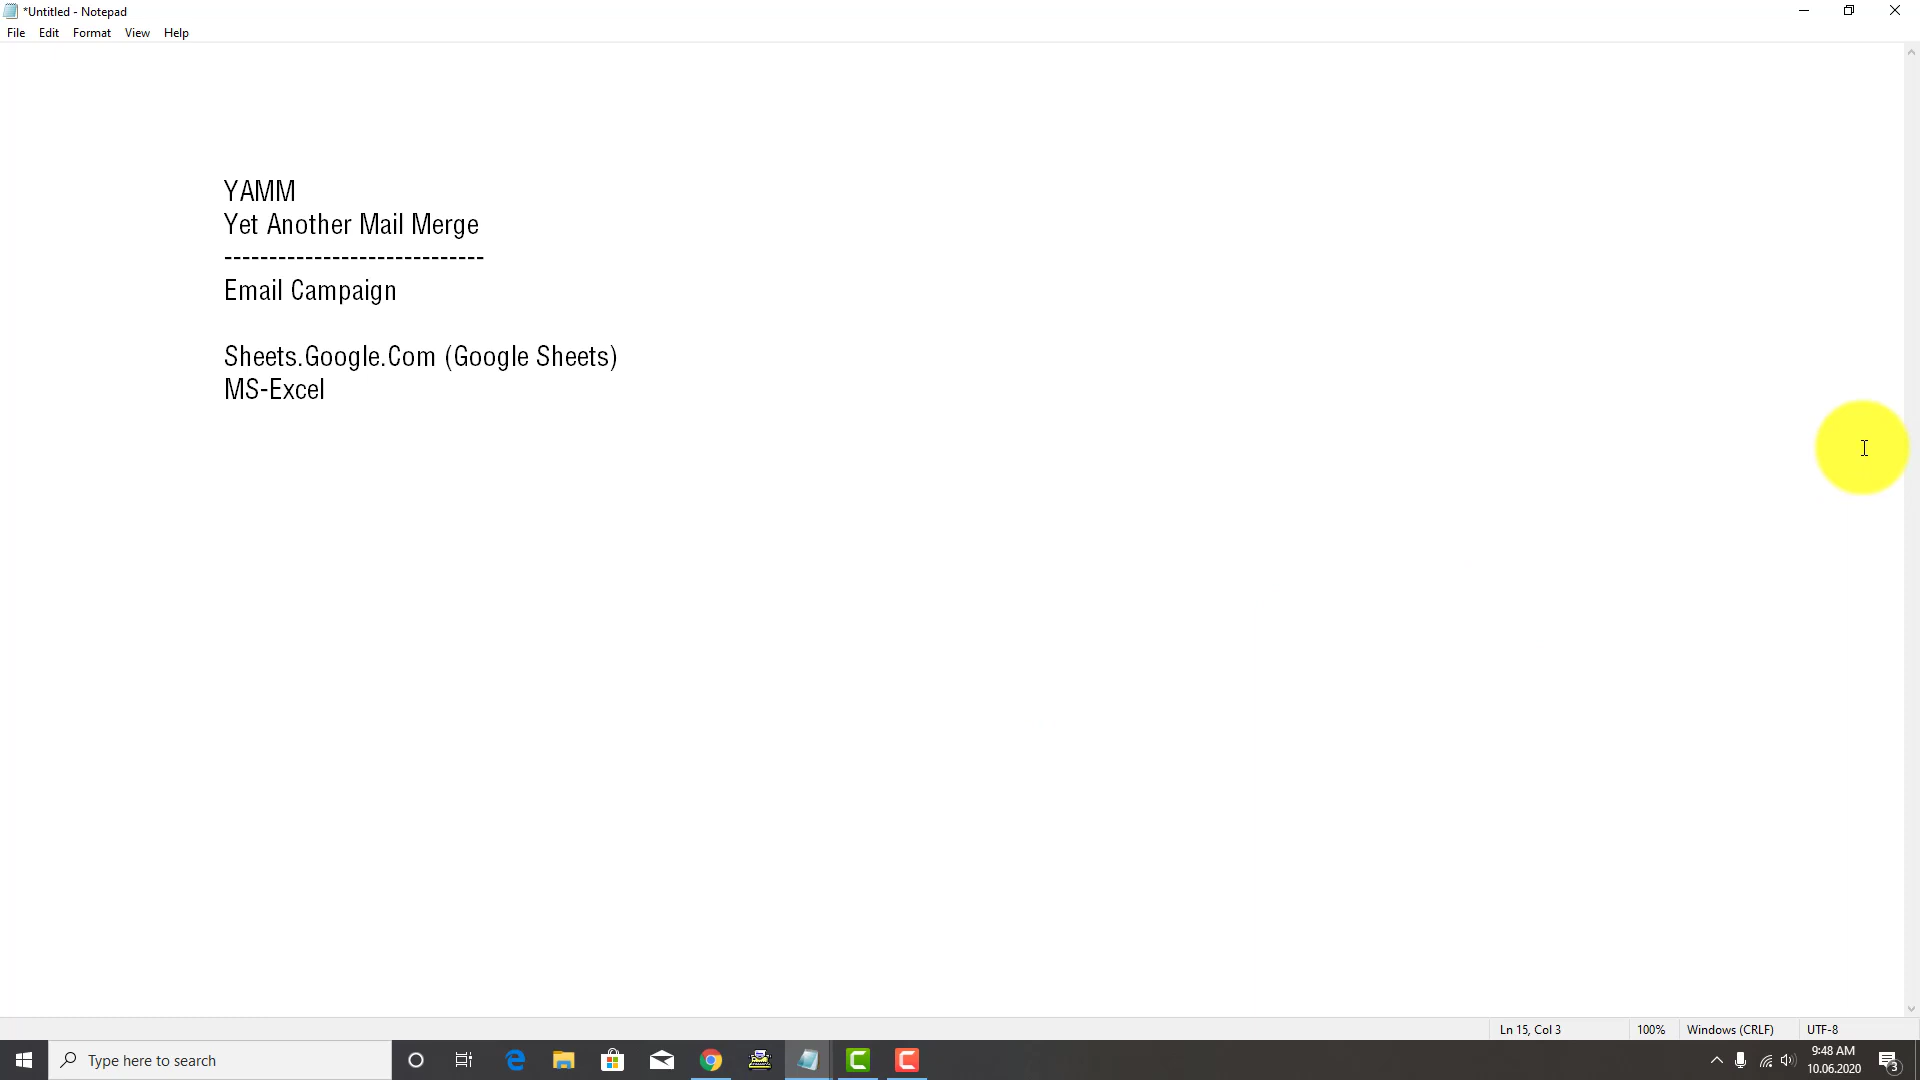 *Untitled - Notepad
File Edit Format View Help
YAMM
Yet Another Mail Merge
-----------------------------
Email Campaign
Sheets.Google.Com (Google Sheets)
MS-Excel
Ln 15, Col 3 100% Windows (CRLF) UTF-8
Type here to search
9:48 AM
10.06.2020
3